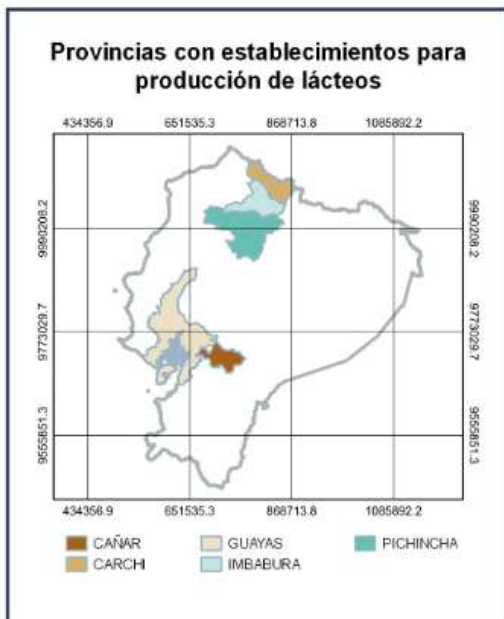 Provincias con establecimientos para
producción de lácteos
434356.9 651535.3 868713.8 1085892.2
9990208.2 9990208.2
9773029.7 9773029.7
9555851.3 9555851.3
434356.9 651535.3 868713.8 1085892.2
CAÑAR GUAYAS PICHINCHA
CARCHI IMBABURA